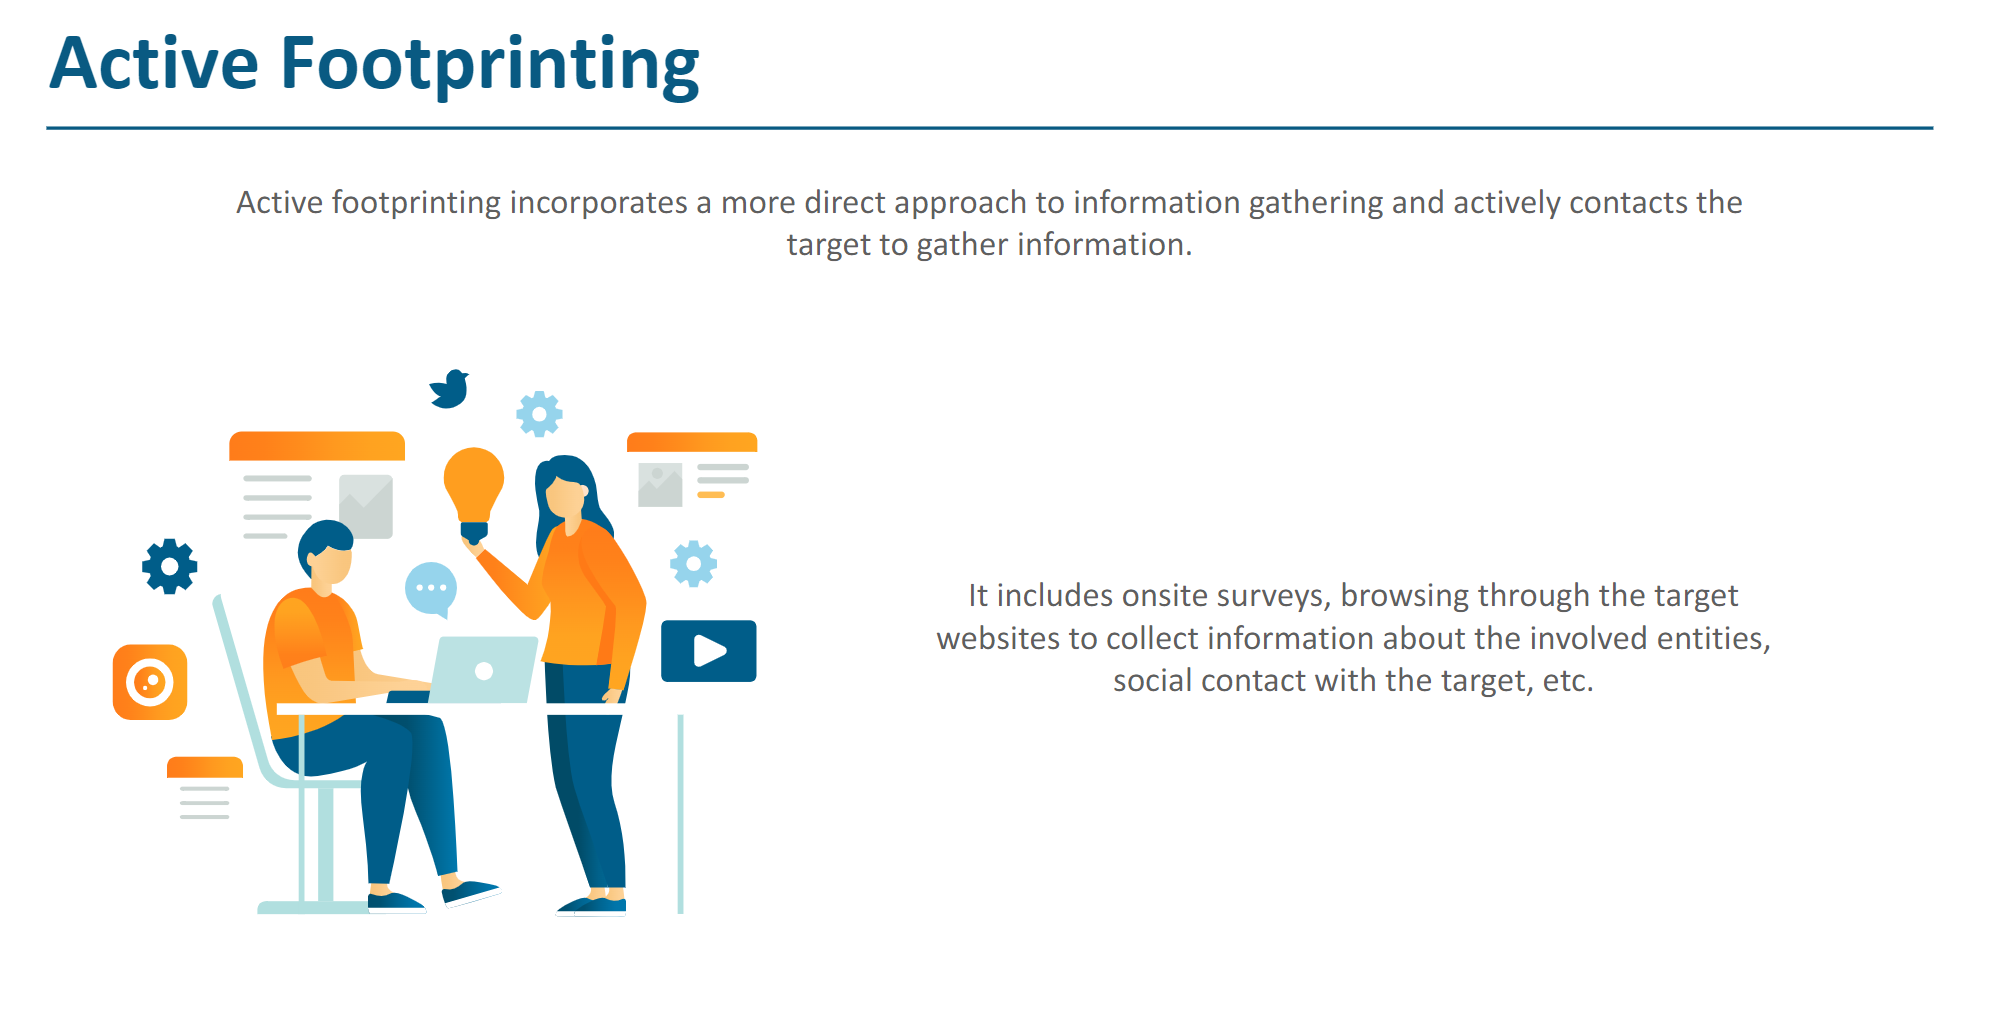 Active Footprinting
Active footprinting incorporates a more direct approach to information gathering and actively contacts the
target to gather information.
It includes onsite surveys, browsing through the target
websites to collect information about the involved entities,
social contact with the target, etc.